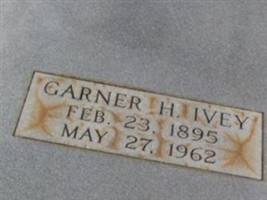 GARNER H. IVEY
FEB. 23, 1895
MAY 27, 1962